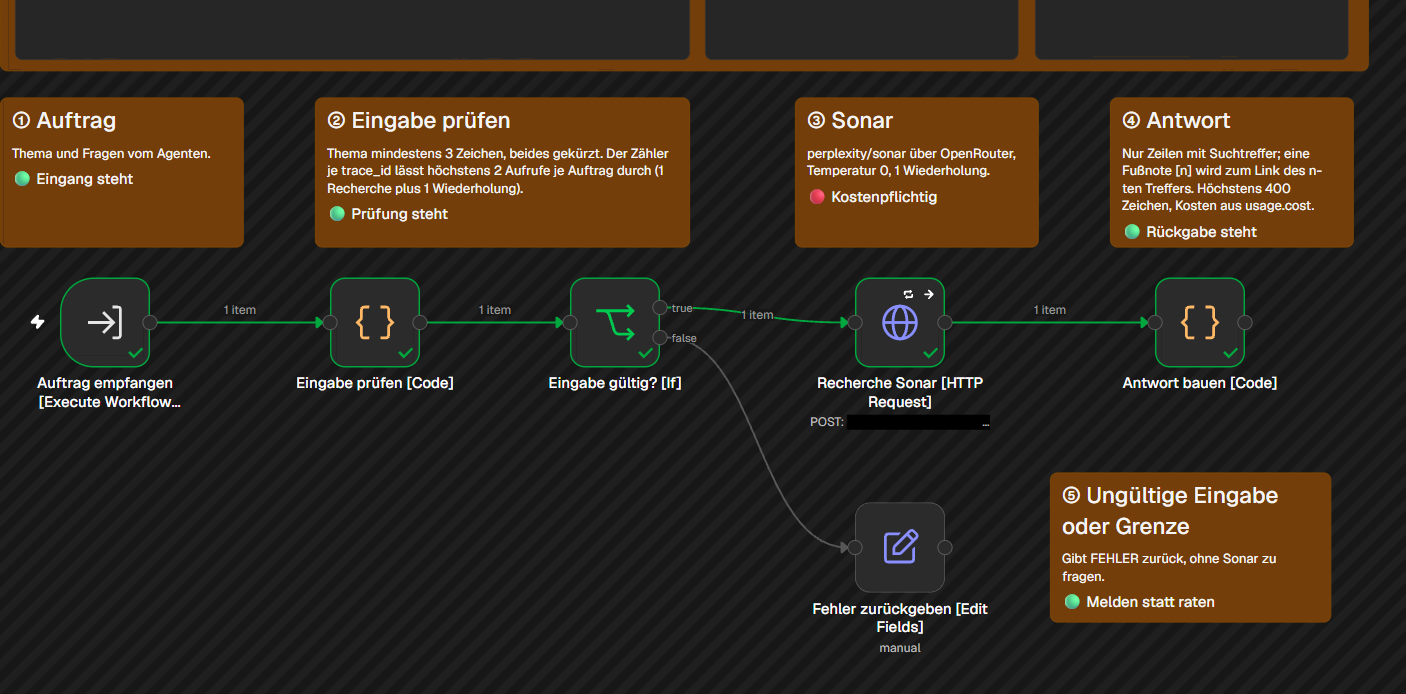 ① Auftrag
Thema und Fragen vom Agenten.
Eingang steht
② Eingabe prüfen
Thema mindestens 3 Zeichen, beides gekürzt. Der Zähler
je trace_id lässt höchstens 2 Aufrufe je Auftrag durch (1
Recherche plus 1 Wiederholung).
Prüfung steht
③ Sonar
perplexity/sonar über OpenRouter,
Temperatur 0, 1 Wiederholung.
Kostenpflichtig
④ Antwort
Nur Zeilen mit Suchtreffer; eine
Fußnote [n] wird zum Link des n-
ten Treffers. Höchstens 400
Zeichen, Kosten aus usage.cost.
Rückgabe steht
1 item
1 item
true
false
1 item
1 item
Auftrag empfangen
[Execute Workflow...
Eingabe prüfen [Code]
Eingabe gültig? [If]
Recherche Sonar [HTTP
Request]
POST: ...
Antwort bauen [Code]
⑤ Ungültige Eingabe
oder Grenze
Gibt FEHLER zurück, ohne Sonar zu
fragen.
Melden statt raten
Fehler zurückgeben [Edit
Fields]
manual